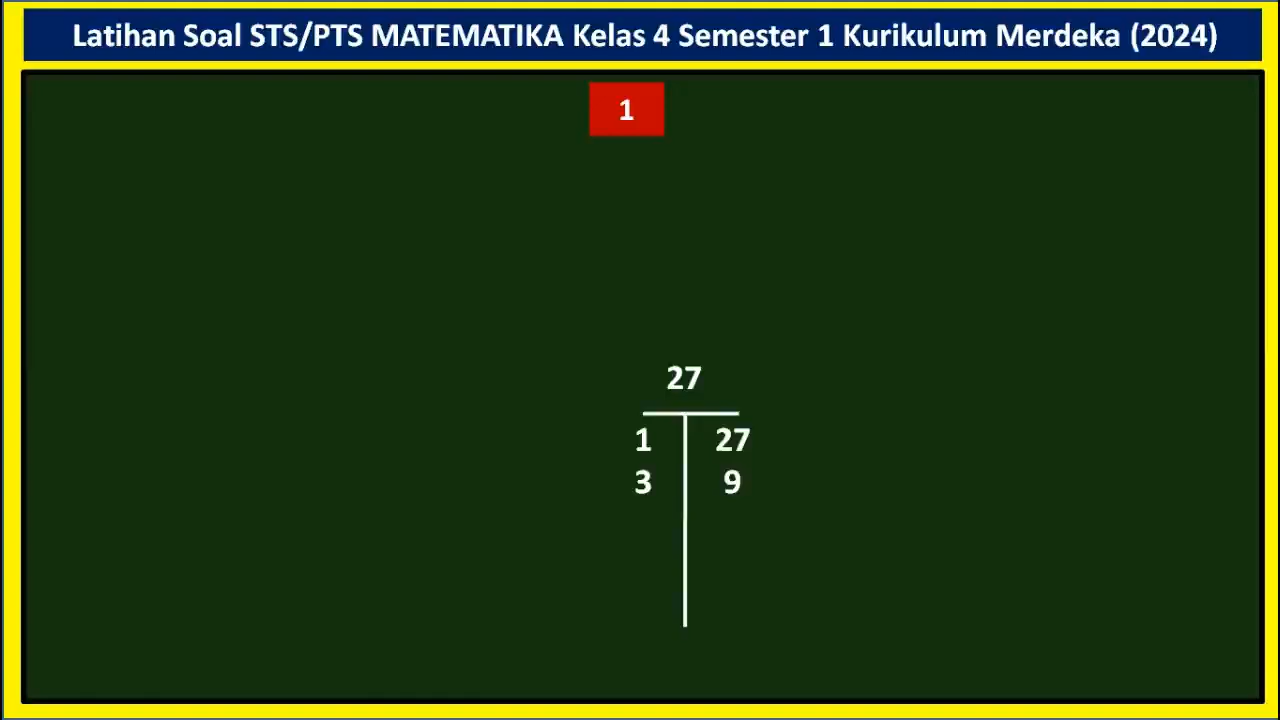 Latihan Soal STS/PTS MATEMATIKA Kelas 4 Semester 1 Kurikulum Merdeka (2024)
1
27
1 27
3 9